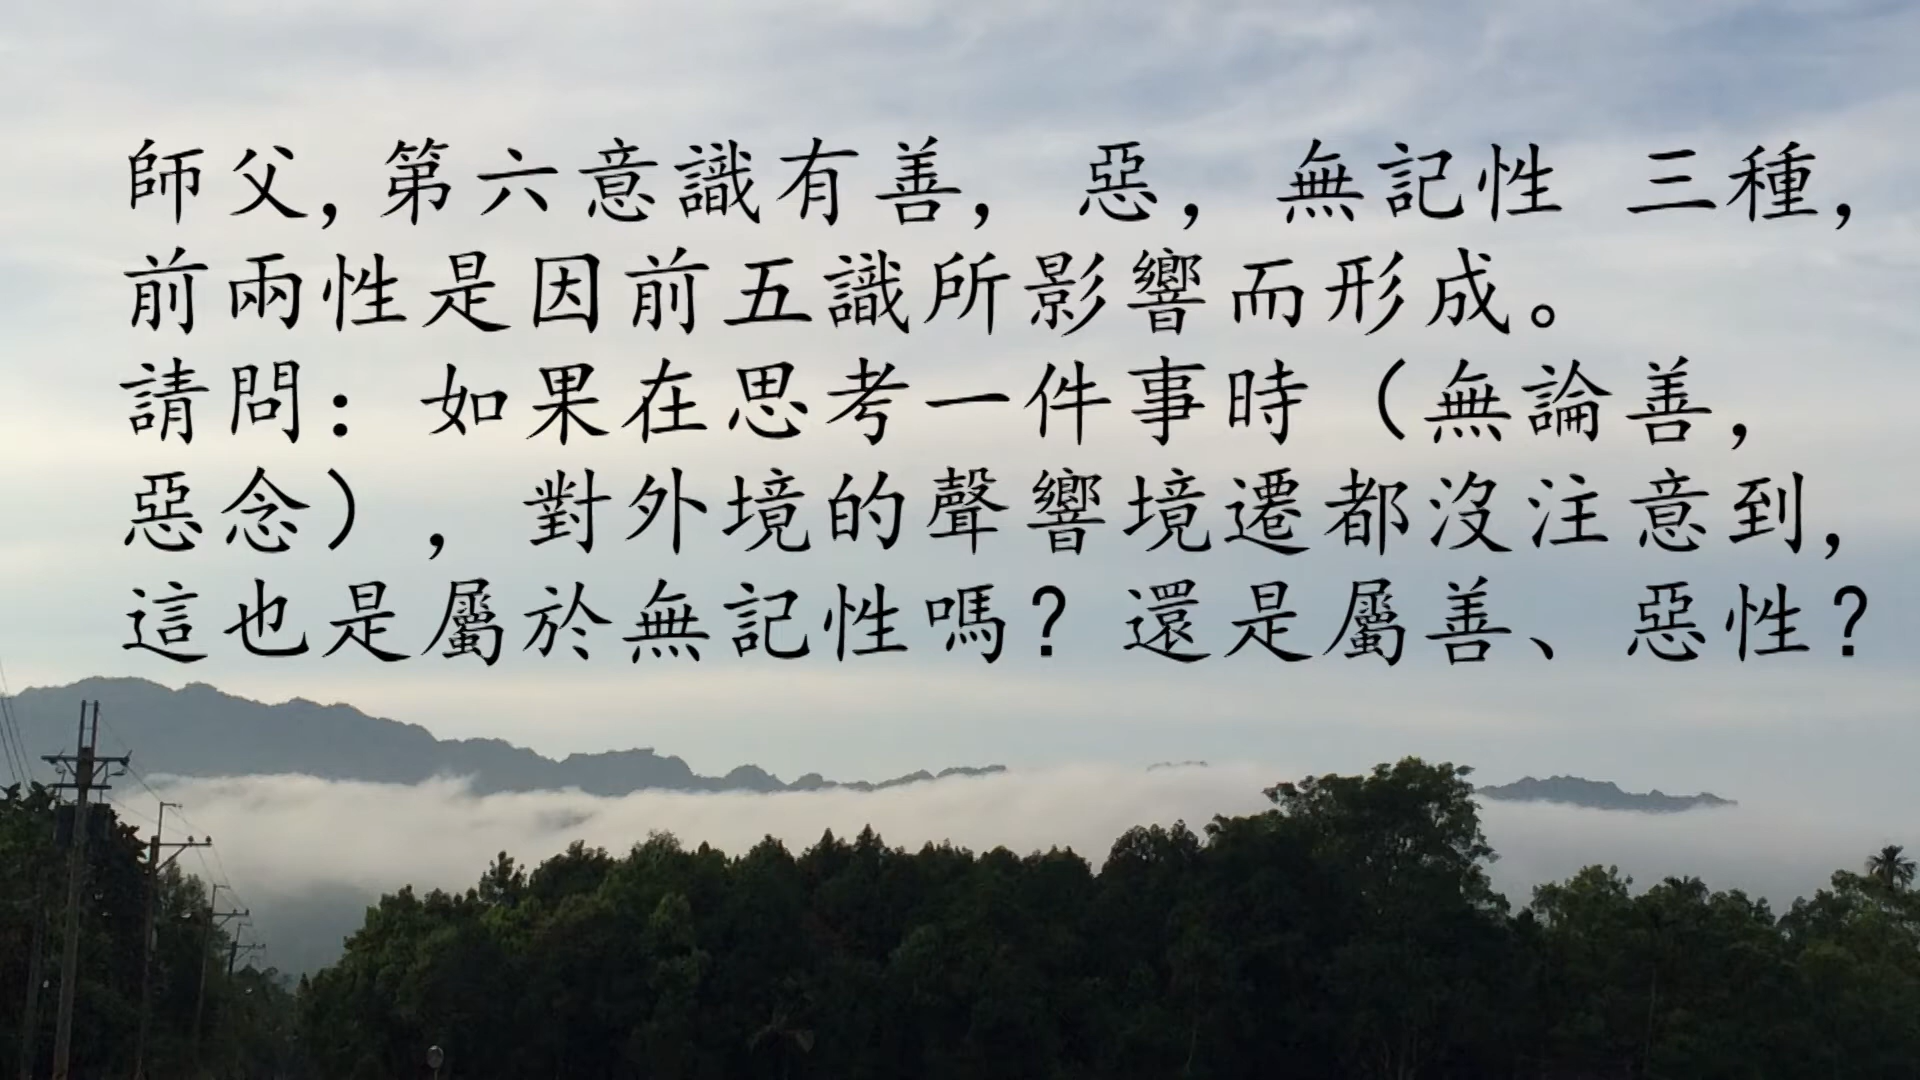 師父, 第六意識有善, 惡, 無記性 三種,
前兩性是因前五識所影響而形成。
請問: 如果在思考一件事時 (無論善,
惡念), 對外境的聲響境遷都沒注意到,
這也是屬於無記性嗎? 還是屬善、惡性?